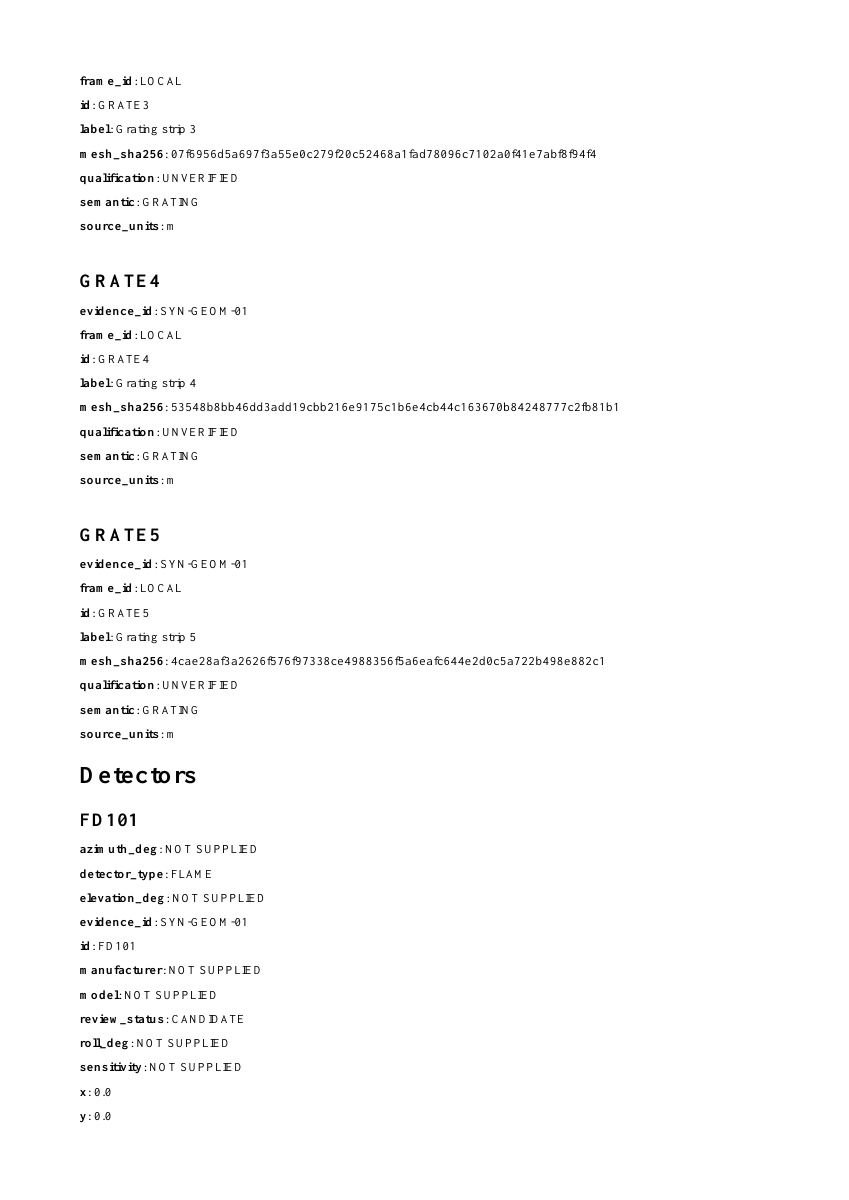 frame_id: LOCAL
id: GRATE3
label: Grating strip 3
mesh_sha256: 07f6956d5a697f3a55e0c279f20c52468a1fad78096c7102a0f41e7abf8f94f4
qualification: UNVERIFIED
semantic: GRATING
source_units: m
GRATE4
evidence_id: SYN-GEOM-01
frame_id: LOCAL
id: GRATE4
label: Grating strip 4
mesh_sha256: 53548b8bb46dd3add19cbb216e9175c1b6e4cb44c163670b84248777c2fb81b1
qualification: UNVERIFIED
semantic: GRATING
source_units: m
GRATE5
evidence_id: SYN-GEOM-01
frame_id: LOCAL
id: GRATE5
label: Grating strip 5
mesh_sha256: 4cae28af3a2626f576f97338ce4988356f5a6eafc644e2d0c5a722b498e882c1
qualification: UNVERIFIED
semantic: GRATING
source_units: m
Detectors
FD101
azimuth_deg: NOT SUPPLIED
detector_type: FLAME
elevation_deg: NOT SUPPLIED
evidence_id: SYN-GEOM-01
id: FD101
manufacturer: NOT SUPPLIED
model: NOT SUPPLIED
review_status: CANDIDATE
roll_deg: NOT SUPPLIED
sensitivity: NOT SUPPLIED
x: 0.0
y: 0.0